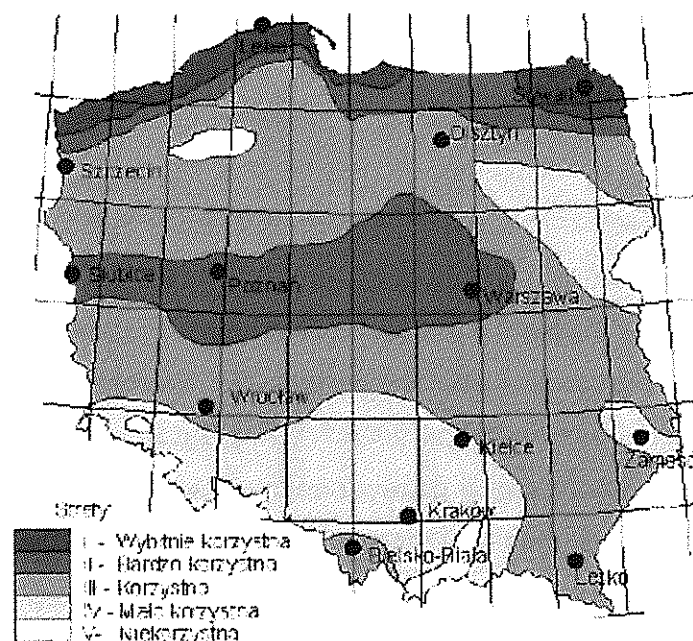 Olsztyn
Szczecin
Słubice
Poznań
Warszawa
Wrocław
Kielce
Zamość
Strefy
Kraków
I - Wybitnie korzystna
Bielsko-Biała
II - Bardzo korzystna
Lesko
III - Korzystna
IV - Mało korzystna
V - Niekorzystna